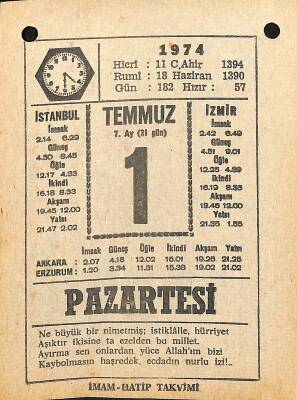 1974
Hicri : 11 C.Ahir 1394
Rumî : 18 Haziran 1390
Gün : 182 Hızır : 57
İSTANBUL
İmsak
2.14 6.29
Güneş
4.30 8.45
Öğle
12.17 4.33
İkindi
16.18 8.33
Akşam
19.45 12.00
Yatsı
21.47 2.02
TEMMUZ
7. Ay (31 gün)
1
İZMİR
İmsak
2.42 6.49
Güneş
4.51 9.01
Öğle
12.25 4.39
İkindi
16.19 8.33
Akşam
19.46 12.00
Yatsı
21.35 1.55
İmsak Güneş Öğle İkindi Akşam Yatsı
ANKARA : 2.07 4.18 12.02 16.01 19.26 21.25
ERZURUM : 1.20 3.34 11.31 15.38 19.02 21.02
PAZARTESİ
Ne büyük bir nimetmiş; istiklâlle, hürriyet
Aşıktır ikisine ta ezelden bu millet.
Ayırma sen onlardan yüce Allah'ım bizi
Kaybolmasın haşredek, ecdadın nurlu izi!..
İMAM-HATİP TAKVİMİ